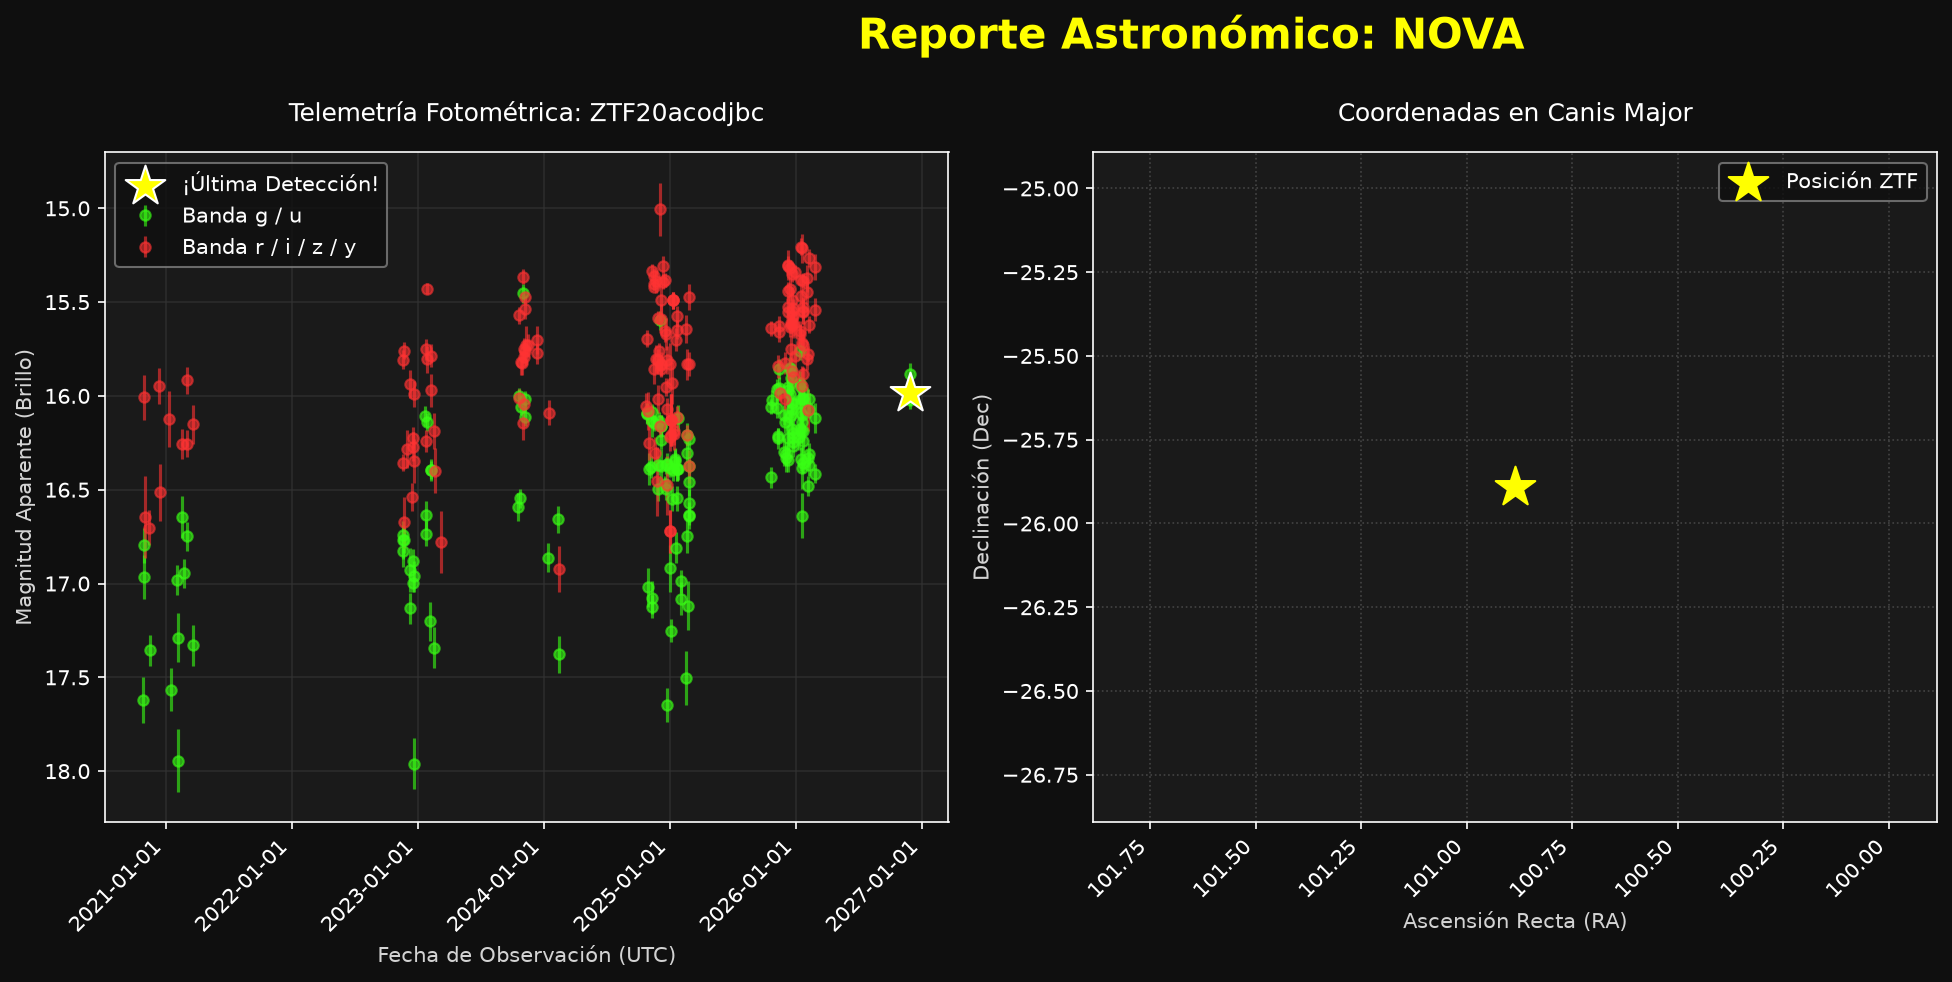 Reporte Astronómico: NOVA
Telemetría Fotométrica: ZTF20acodjbc
¡Última Detección!
Banda g / u
Banda r / i / z / y
Magnitud Aparente (Brillo)
15.0
15.5
16.0
16.5
17.0
17.5
18.0
2021-01-01
2022-01-01
2023-01-01
2024-01-01
2025-01-01
2026-01-01
2027-01-01
Fecha de Observación (UTC)
Coordenadas en Canis Major
Posición ZTF
Declinación (Dec)
−25.00
−25.25
−25.50
−25.75
−26.00
−26.25
−26.50
−26.75
101.75
101.50
101.25
101.00
100.75
100.50
100.25
100.00
Ascensión Recta (RA)